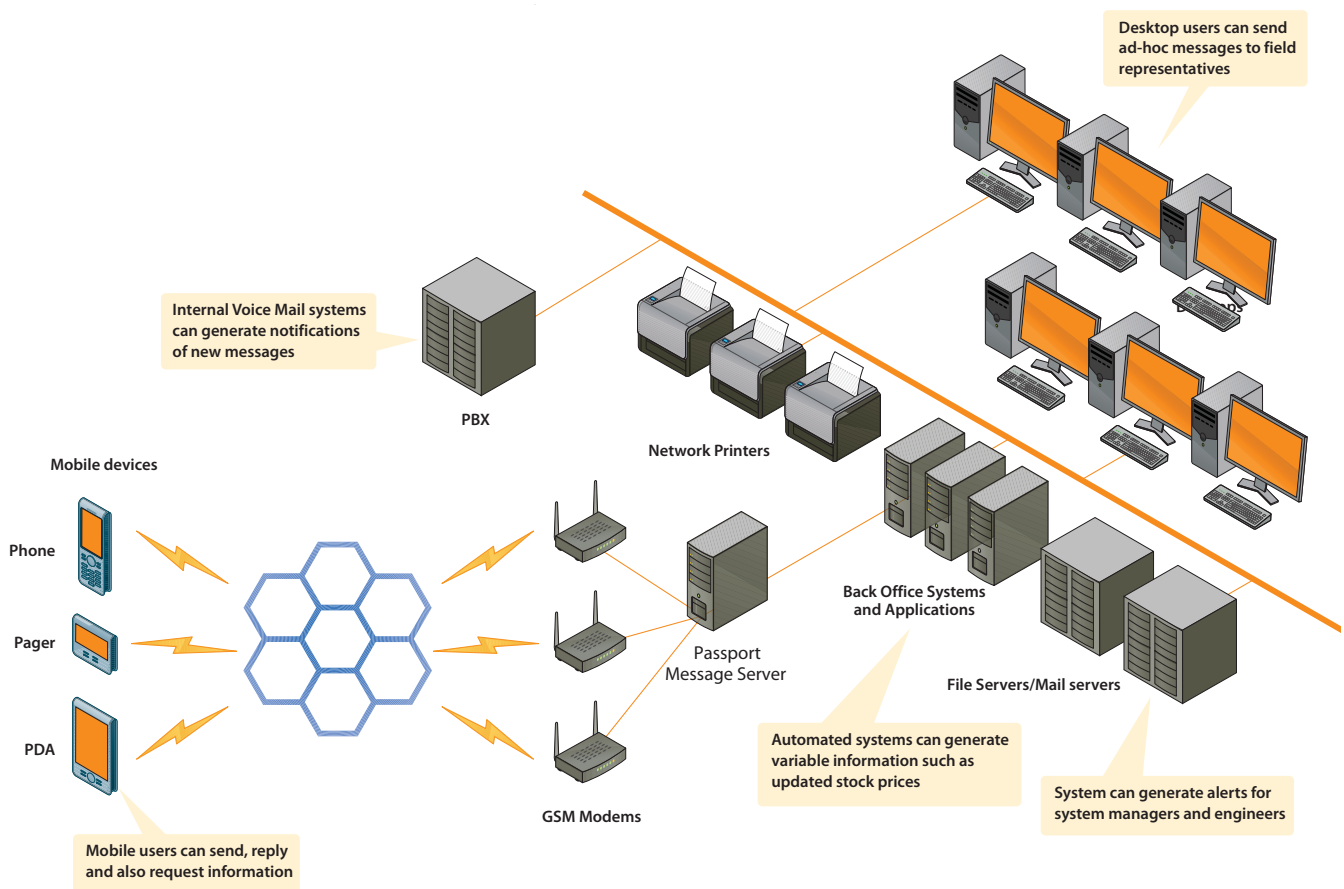 Desktop users can send
ad-hoc messages to field
representatives
Internal Voice Mail systems
can generate notifications
of new messages
PBX
Network Printers
Mobile devices
Phone
Pager
PDA
GSM Modems
Passport
Message Server
Back Office Systems
and Applications
File Servers/Mail servers
Automated systems can generate
variable information such as
updated stock prices
System can generate alerts for
system managers and engineers
Mobile users can send, reply
and also request information